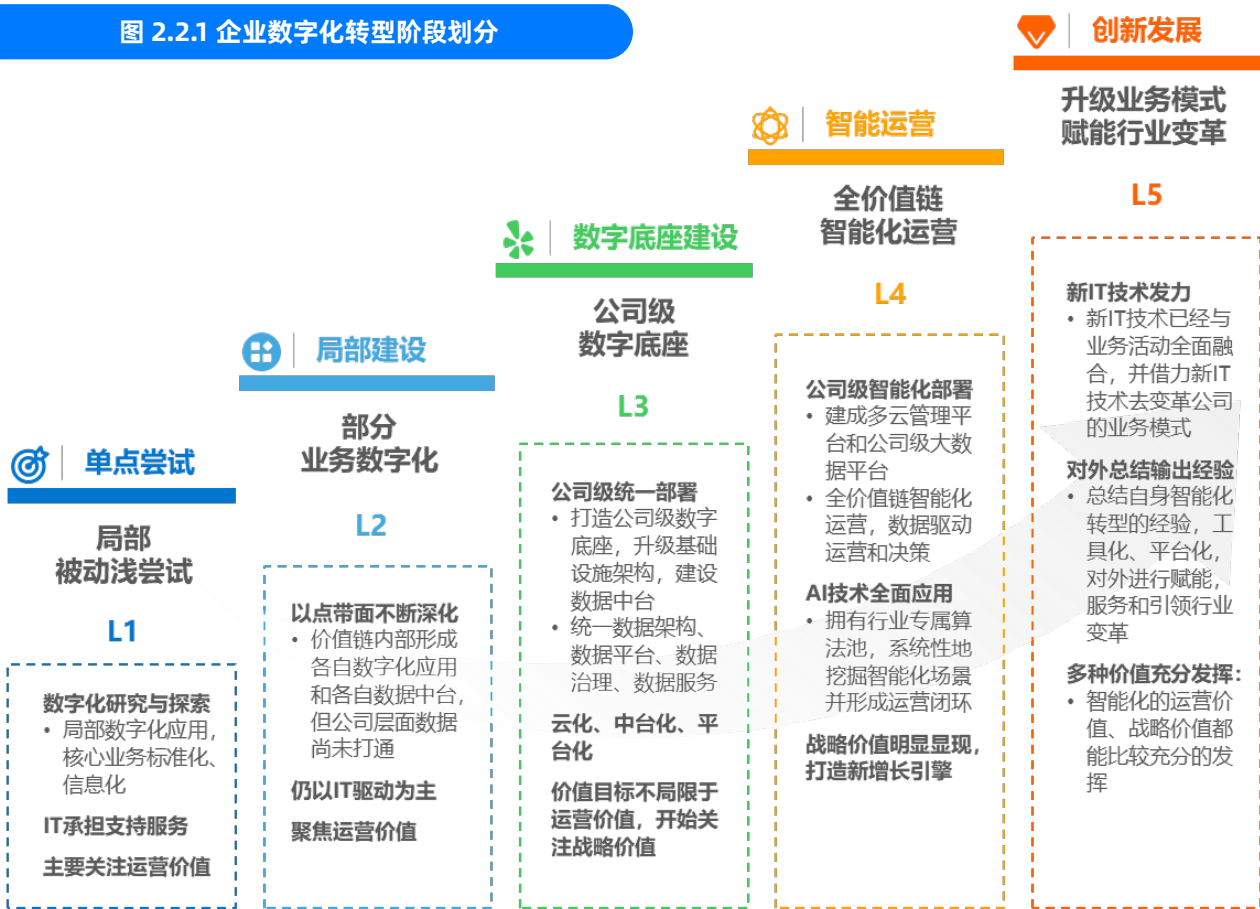 图 2.2.1 企业数字化转型阶段划分
单点尝试
局部
被动浅尝试
L1
数字化研究与探索
• 局部数字化应用，
核心业务标准化、
信息化
IT承担支持服务
主要关注运营价值
局部建设
部分
业务数字化
L2
以点带面不断深化
• 价值链内部形成
各自数字化应用
和各自数据中台，
但公司层面数据
尚未打通
仍以IT驱动为主
聚焦运营价值
数字底座建设
公司级
数字底座
L3
公司级统一部署
• 打造公司级数字
底座，升级基础
设施架构，建设
数据中台
• 统一数据架构、
数据平台、数据
治理、数据服务
云化、中台化、平
台化
价值目标不局限于
运营价值，开始关
注战略价值
智能运营
全价值链
智能化运营
L4
公司级智能化部署
• 建成多云管理平
台和公司级大数
据平台
• 全价值链智能化
运营，数据驱动
运营和决策
AI技术全面应用
• 拥有行业专属算
法池，系统性地
挖掘智能化场景
并形成运营闭环
战略价值明显显现，
打造新增长引擎
创新发展
升级业务模式
赋能行业变革
L5
新IT技术发力
• 新IT技术已经与
业务活动全面融
合，并借力新IT
技术去变革公司
的业务模式
对外总结输出经验
• 总结自身智能化
转型的经验，工
具化、平台化，
对外进行赋能，
服务和引领行业
变革
多种价值充分发挥：
• 智能化的运营价
值、战略价值都
能比较充分的发
挥